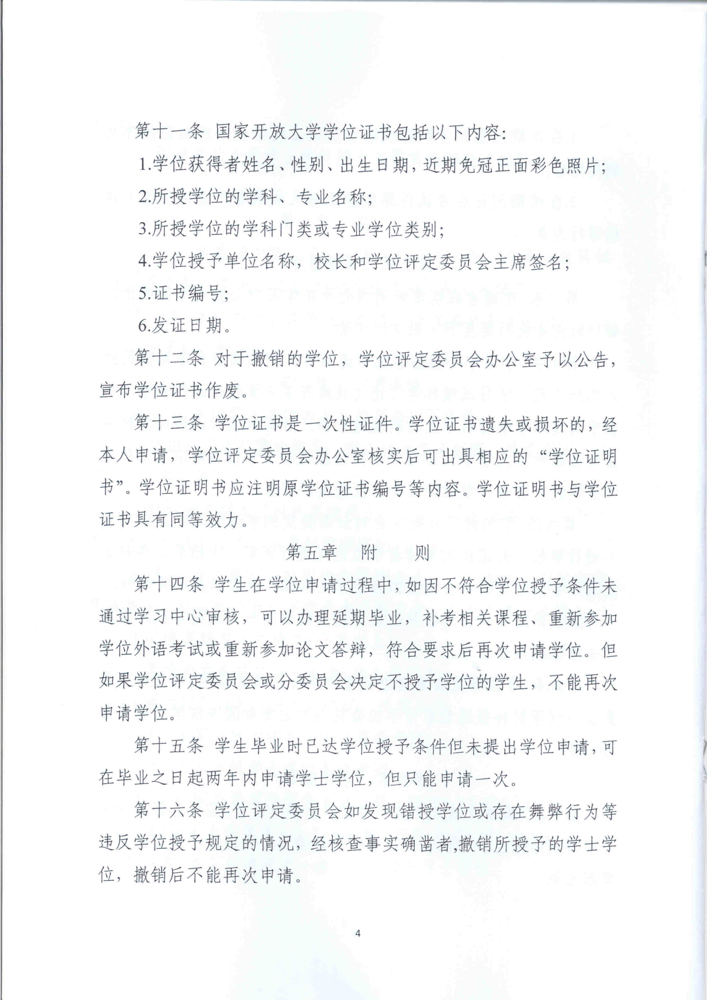 第十一条 国家开放大学学位证书包括以下内容：
1.学位获得者姓名、性别、出生日期，近期免冠正面彩色照片；
2.所授学位的学科、专业名称；
3.所授学位的学科门类或专业学位类别；
4.学位授予单位名称，校长和学位评定委员会主席签名；
5.证书编号；
6.发证日期。
第十二条 对于撤销的学位，学位评定委员会办公室予以公告，
宣布学位证书作废。
第十三条 学位证书是一次性证件。学位证书遗失或损坏的，经
本人申请，学位评定委员会办公室核实后可出具相应的“学位证明
书”。学位证明书应注明原学位证书编号等内容。学位证明书与学位
证书具有同等效力。
第五章 附 则
第十四条 学生在学位申请过程中，如因不符合学位授予条件未
通过学习中心审核，可以办理延期毕业，补考相关课程、重新参加
学位外语考试或重新参加论文答辩，符合要求后再次申请学位。但
如果学位评定委员会或分委员会决定不授予学位的学生，不能再次
申请学位。
第十五条 学生毕业时已达学位授予条件但未提出学位申请，可
在毕业之日起两年内申请学士学位，但只能申请一次。
第十六条 学位评定委员会如发现错授学位或存在舞弊行为等
违反学位授予规定的情况，经核查事实确凿者,撤销所授予的学士学
位，撤销后不能再次申请。
4